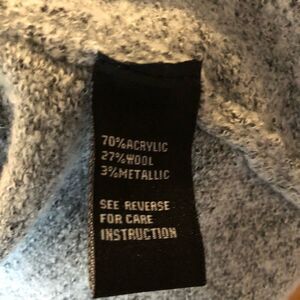 70%ACRYLIC
27%WOOL
3%METALLIC
SEE REVERSE
FOR CARE
INSTRUCTION